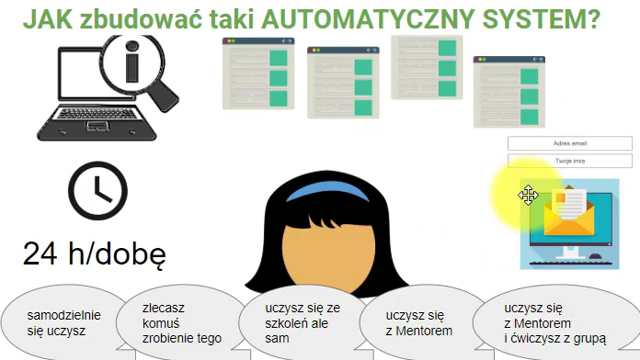 JAK zbudować taki AUTOMATYCZNY SYSTEM?
Adres email
Twoje imię
24 h/dobę
samodzielnie
się uczysz
zlecasz
komuś
zrobienie tego
uczysz się ze
szkoleń ale
sam
uczysz się
z Mentorem
uczysz się
z Mentorem
i ćwiczysz z grupą